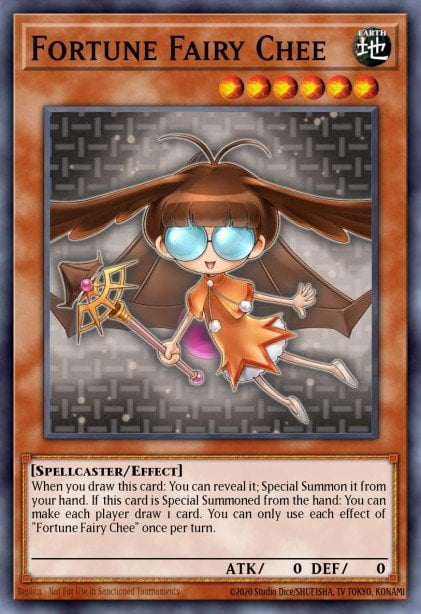 FORTUNE FAIRY CHEE
EARTH
地
[SPELLCASTER/EFFECT]
When you draw this card: You can reveal it; Special Summon it from
your hand. If this card is Special Summoned from the hand: You can
make each player draw 1 card. You can only use each effect of
"Fortune Fairy Chee" once per turn.
ATK/ 0 DEF/ 0
Replica - Not For Use in Sanctioned Tournaments
©2020 Studio Dice/SHUEISHA, TV TOKYO, KONAMI